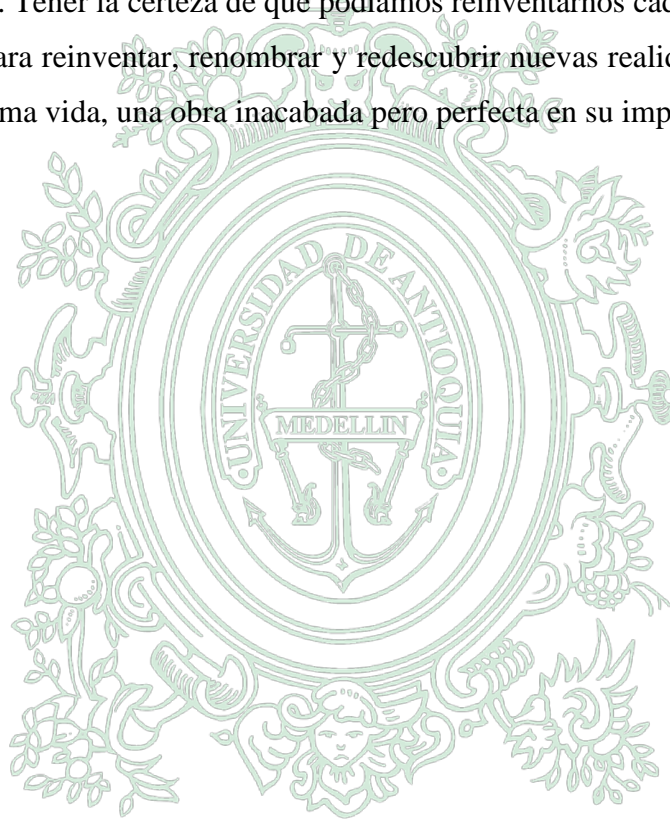 . Tener la certeza de que podíamos reinventarnos cad
ara reinventar, renombrar y redescubrir nuevas realid
ma vida, una obra inacabada pero perfecta en su imp
UNIVERSIDAD DE ANTIOQUIA
MEDELLIN